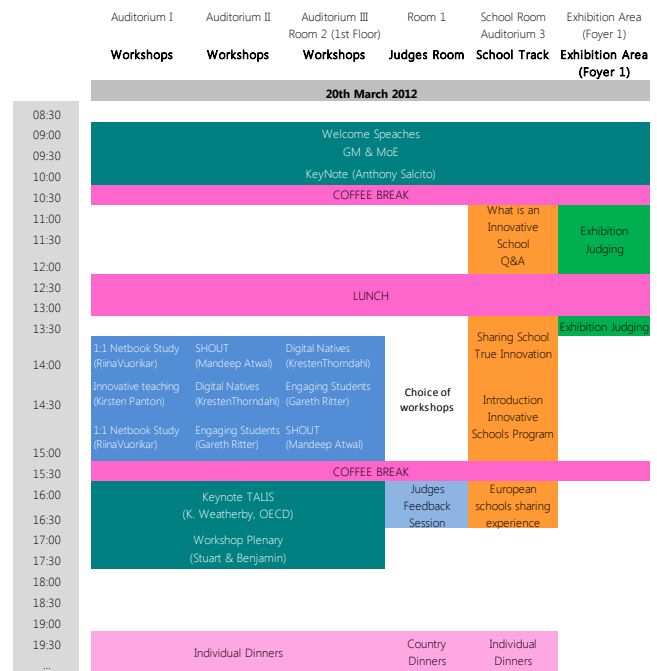 Auditorium I
Auditorium II
Auditorium III
Room 2 (1st Floor)
Room 1
School Room
Auditorium 3
Exhibition Area
(Foyer 1)
Workshops
Workshops
Workshops
Judges Room
School Track
Exhibition Area
(Foyer 1)
20th March 2012
08:30
09:00
09:30
10:00
10:30
11:00
11:30
12:00
12:30
13:00
13:30
14:00
14:30
15:00
15:30
16:00
16:30
17:00
17:30
18:00
18:30
19:00
19:30
...
Welcome Speaches
GM & MoE
KeyNote (Anthony Salcito)
COFFEE BREAK
What is an
Innovative
School
Q&A
Exhibition
Judging
LUNCH
Exhibition Judging
1:1 Netbook Study
(RiinaVuorikar)
SHOUT
(Mandeep Atwal)
Digital Natives
(KrestenThorndahl)
Innovative teaching
(Kirsten Panton)
Digital Natives
(KrestenThorndahl)
Engaging Students
(Gareth Ritter)
1:1 Netbook Study
(RiinaVuorikar)
Engaging Students
(Gareth Ritter)
SHOUT
(Mandeep Atwal)
Choice of
workshops
Sharing School
True Innovation
Introduction
Innovative
Schools Program
COFFEE BREAK
Keynote TALIS
(K. Weatherby, OECD)
Workshop Plenary
(Stuart & Benjamin)
Judges
Feedback
Session
European
schools sharing
experience
Individual Dinners
Country
Dinners
Individual
Dinners